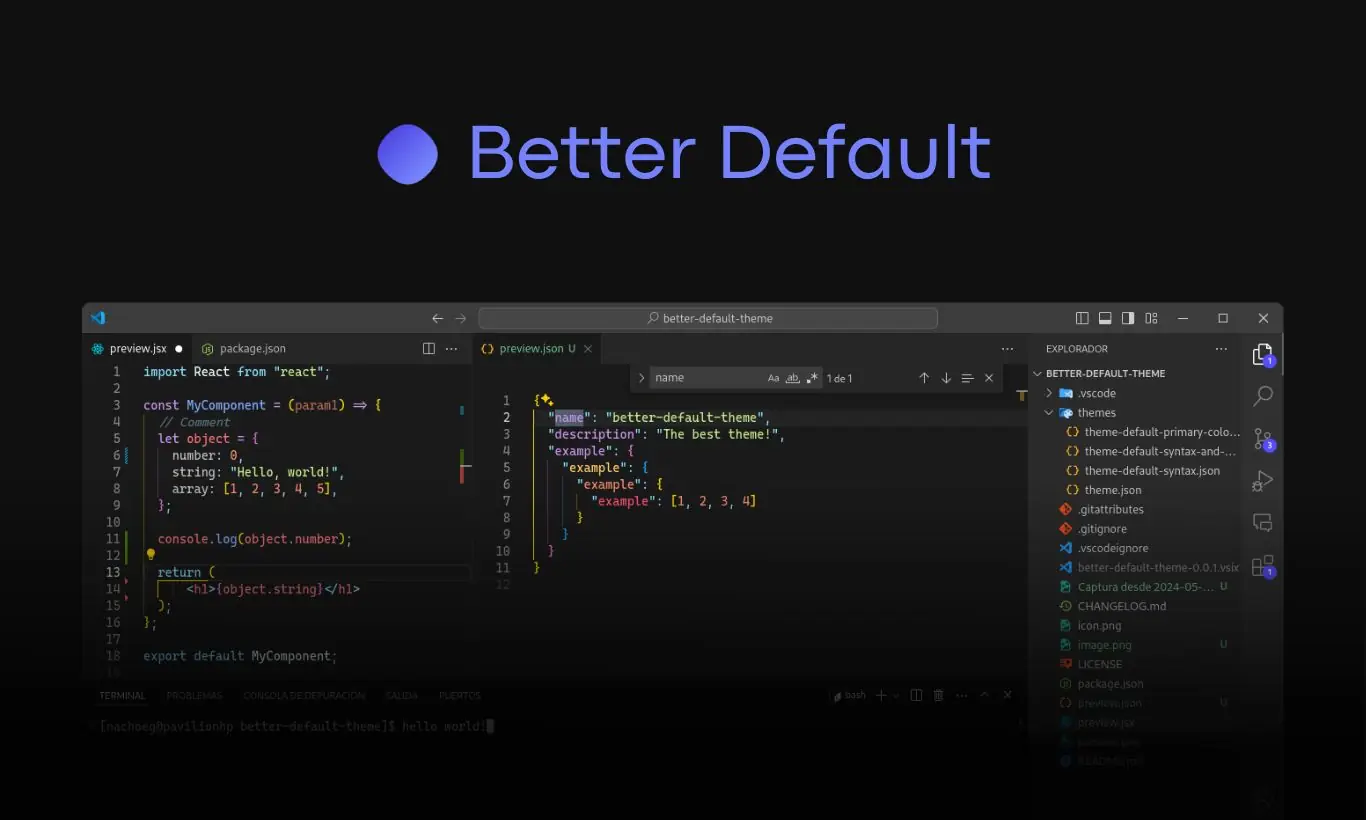 Better Default
better-default-theme
preview.jsx
package.json
1 import React from "react";
2
3 const MyComponent = (param1) => {
4 // Comment
5 let object = {
6 number: 0,
7 string: "Hello, world!",
8 array: [1, 2, 3, 4, 5],
9 };
10
11 console.log(object.number);
12
13 return (
14 <h1>{object.string}</h1>
15 );
16 };
17
18 export default MyComponent;
preview.json U
name
Aa ab .*
1 de 1
1 {
2 "name": "better-default-theme",
3 "description": "The best theme!",
4 "example": {
5 "example": {
6 "example": {
7 "example": [1, 2, 3, 4]
8 }
9 }
10 }
11 }
12
EXPLORADOR
BETTER-DEFAULT-THEME
.vscode
themes
theme-default-primary-colo...
theme-default-syntax-and-...
theme-default-syntax.json
theme.json
.gitattributes
.gitignore
.vscodeignore
better-default-theme-0.0.1.vsix
Captura desde 2024-05-... U
CHANGELOG.md
icon.png
image.png U
LICENSE
package.json
preview.json U
preview.jsx
README.md
1
3
1
TERMINAL PROBLEMAS CONSOLA DE DEPURACIÓN SALIDA PUERTOS
bash
[nachoeg@pavilionhp better-default-theme]$ hello world!